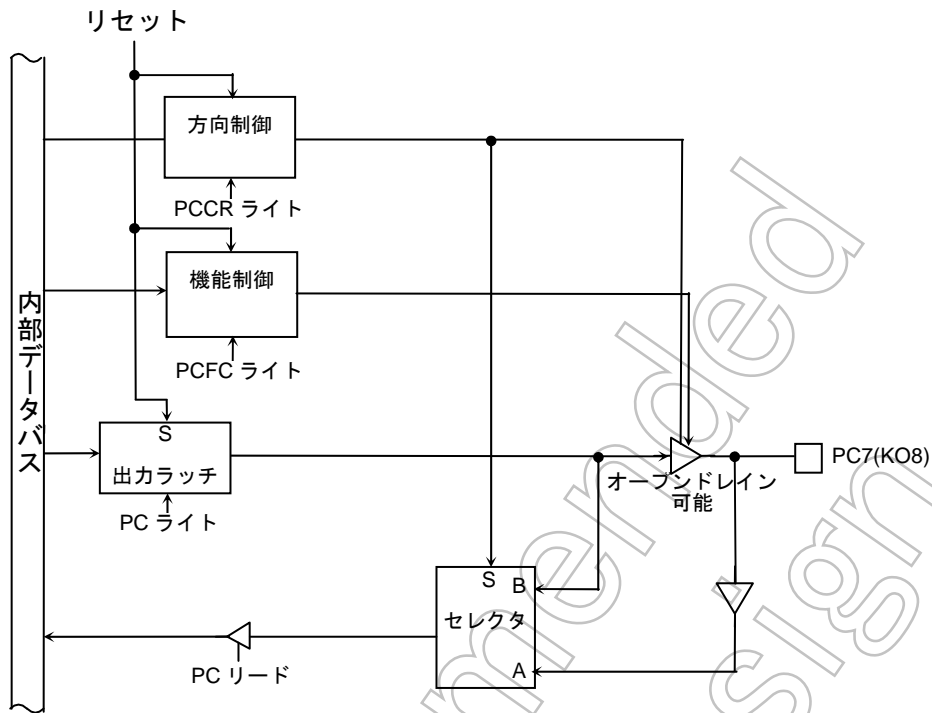 リセット
方向制御
PCCR ライト
機能制御
PCFC ライト
内部データバス
S
出力ラッチ
PC ライト
PC7(KO8)
オープンドレイン
可能
S
B
セレクタ
A
PC リード
mended
sign